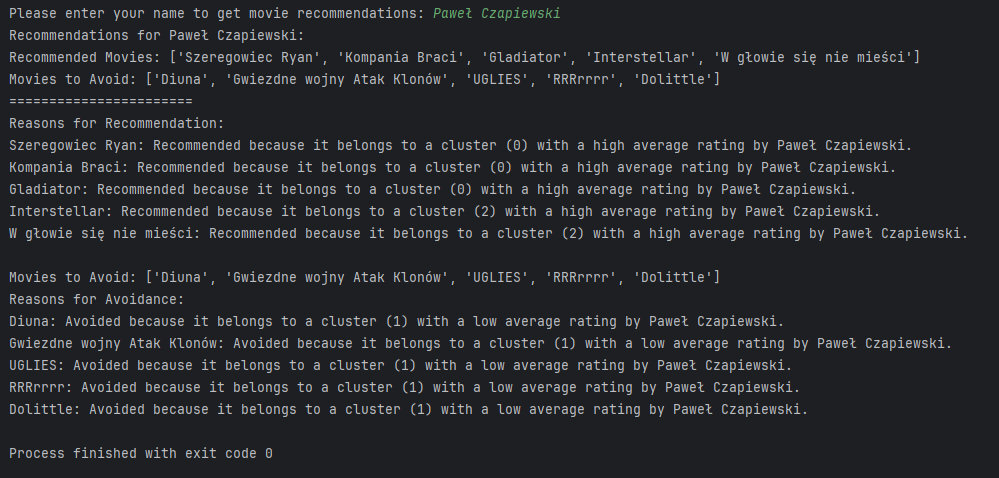 Please enter your name to get movie recommendations: Paweł Czapiewski
Recommendations for Paweł Czapiewski:
Recommended Movies: ['Szeregowiec Ryan', 'Kompania Braci', 'Gladiator', 'Interstellar', 'W głowie się nie mieści']
Movies to Avoid: ['Diuna', 'Gwiezdne wojny Atak Klonów', 'UGLIES', 'RRRrrrr', 'Dolittle']
=======================
Reasons for Recommendation:
Szeregowiec Ryan: Recommended because it belongs to a cluster (0) with a high average rating by Paweł Czapiewski.
Kompania Braci: Recommended because it belongs to a cluster (0) with a high average rating by Paweł Czapiewski.
Gladiator: Recommended because it belongs to a cluster (0) with a high average rating by Paweł Czapiewski.
Interstellar: Recommended because it belongs to a cluster (2) with a high average rating by Paweł Czapiewski.
W głowie się nie mieści: Recommended because it belongs to a cluster (2) with a high average rating by Paweł Czapiewski.
Movies to Avoid: ['Diuna', 'Gwiezdne wojny Atak Klonów', 'UGLIES', 'RRRrrrr', 'Dolittle']
Reasons for Avoidance:
Diuna: Avoided because it belongs to a cluster (1) with a low average rating by Paweł Czapiewski.
Gwiezdne wojny Atak Klonów: Avoided because it belongs to a cluster (1) with a low average rating by Paweł Czapiewski.
UGLIES: Avoided because it belongs to a cluster (1) with a low average rating by Paweł Czapiewski.
RRRrrrr: Avoided because it belongs to a cluster (1) with a low average rating by Paweł Czapiewski.
Dolittle: Avoided because it belongs to a cluster (1) with a low average rating by Paweł Czapiewski.
Process finished with exit code 0